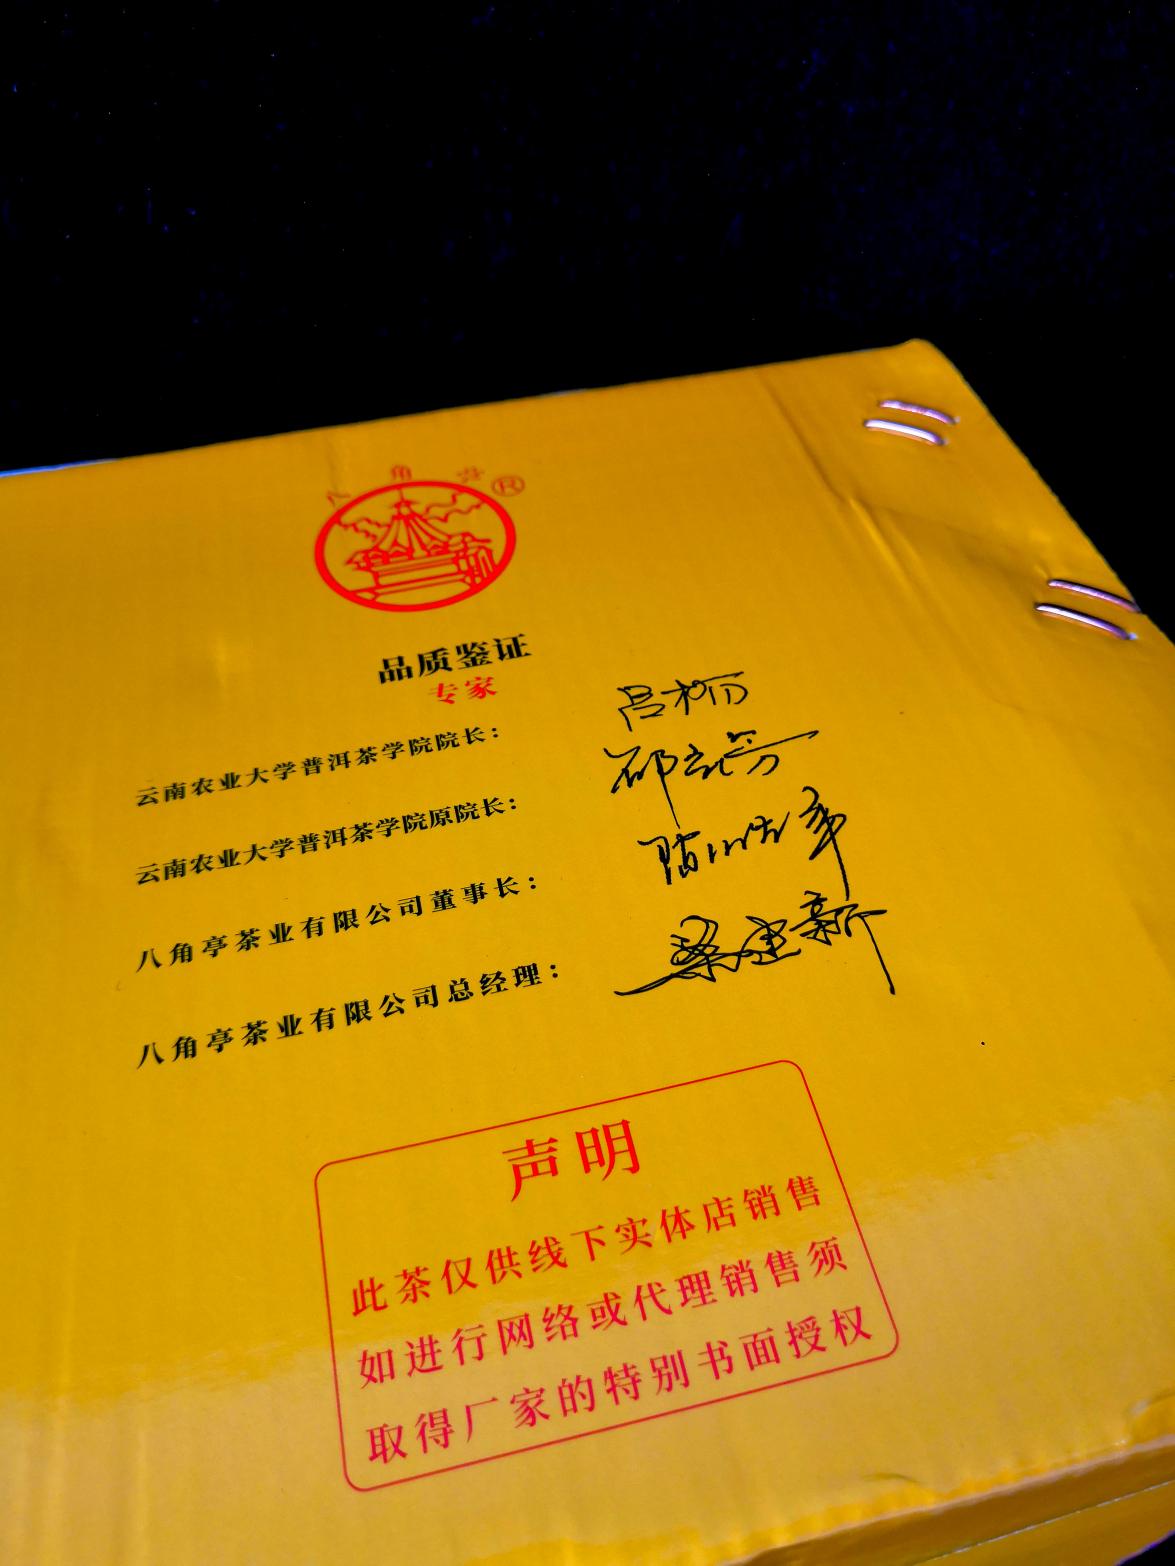 八角亭®
品质鉴证
专家
云南农业大学普洱茶学院院长：
云南农业大学普洱茶学院原院长：
八角亭茶业有限公司董事长：
八角亭茶业有限公司总经理：桑建新
声明
此茶仅供线下实体店销售
如进行网络或代理销售须
取得厂家的特别书面授权